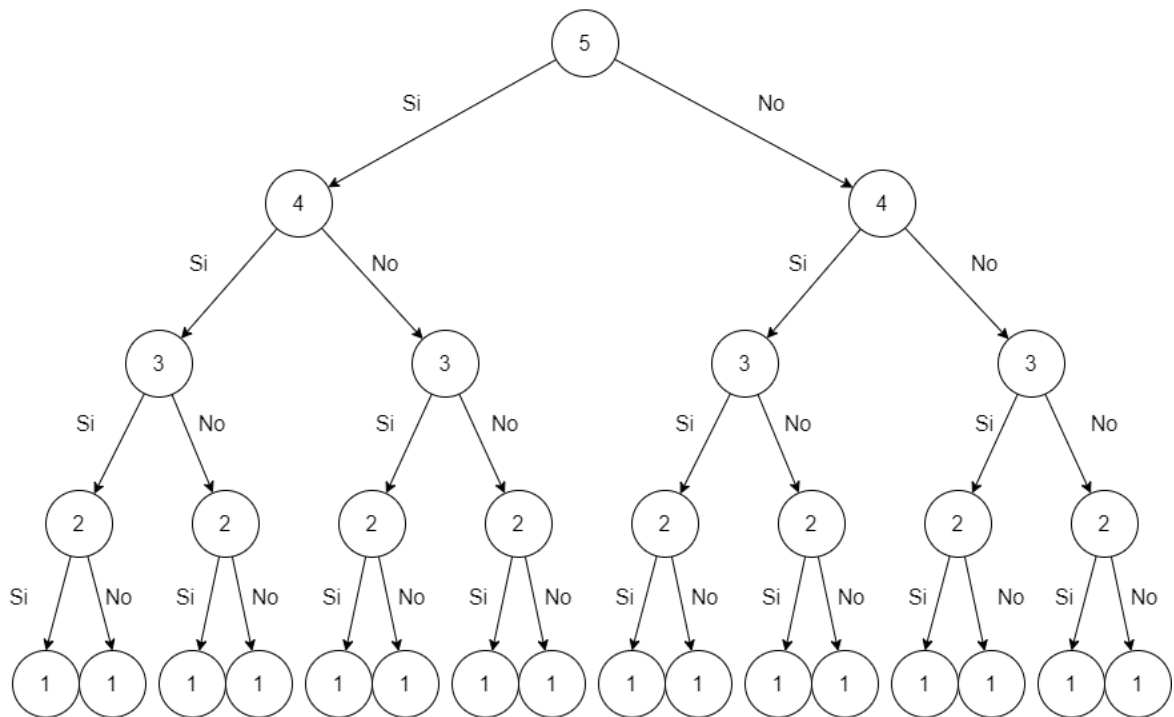 5
Si No
4 4
Si No Si No
3 3 3 3
Si No Si No Si No Si No
2 2 2 2 2 2 2 2
Si No Si No Si No Si No Si No Si No Si No Si No
1 1 1 1 1 1 1 1 1 1 1 1 1 1 1 1